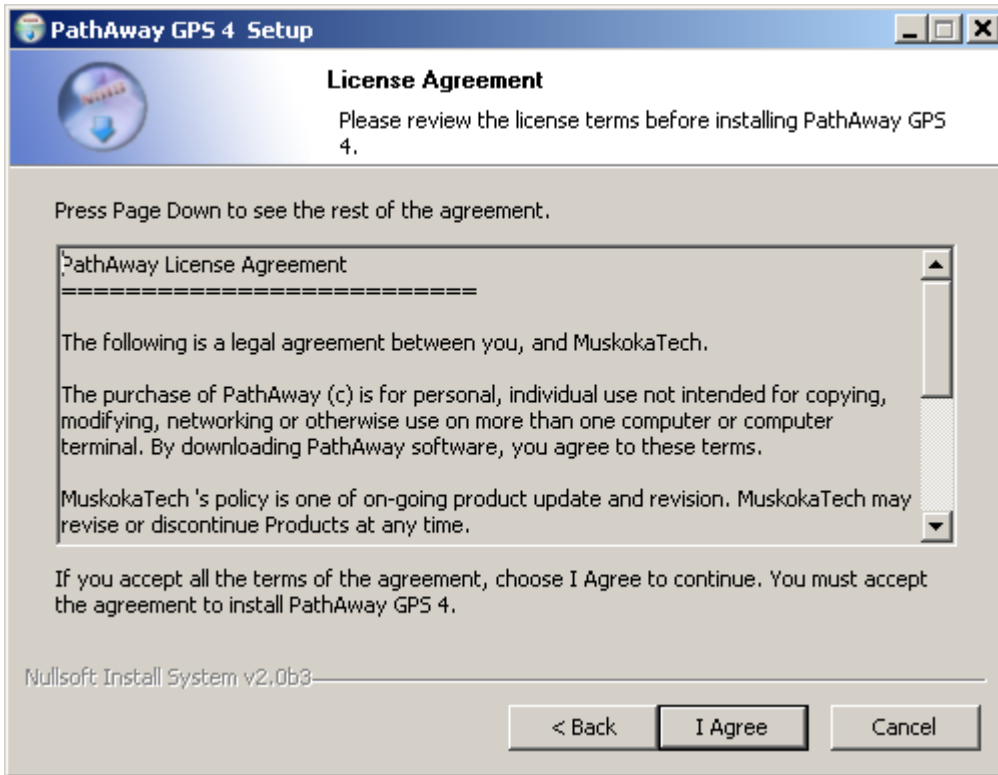 PathAway GPS 4 Setup
License Agreement
Please review the license terms before installing PathAway GPS
4.
Press Page Down to see the rest of the agreement.
PathAway License Agreement
==========================
The following is a legal agreement between you, and MuskokaTech.
The purchase of PathAway (c) is for personal, individual use not intended for copying,
modifying, networking or otherwise use on more than one computer or computer
terminal. By downloading PathAway software, you agree to these terms.
MuskokaTech 's policy is one of on-going product update and revision. MuskokaTech may
revise or discontinue Products at any time.
If you accept all the terms of the agreement, choose I Agree to continue. You must accept
the agreement to install PathAway GPS 4.
Nullsoft Install System v2.0b3
< Back I Agree Cancel